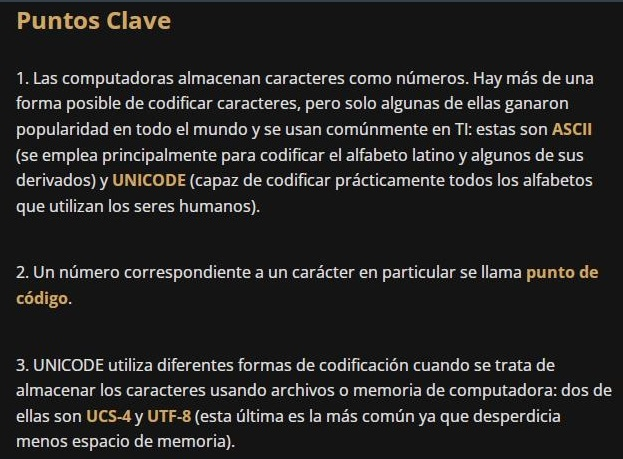 Puntos Clave
1. Las computadoras almacenan caracteres como números. Hay más de una
forma posible de codificar caracteres, pero solo algunas de ellas ganaron
popularidad en todo el mundo y se usan comúnmente en TI: estas son ASCII
(se emplea principalmente para codificar el alfabeto latino y algunos de sus
derivados) y UNICODE (capaz de codificar prácticamente todos los alfabetos
que utilizan los seres humanos).
2. Un número correspondiente a un carácter en particular se llama punto de
código.
3. UNICODE utiliza diferentes formas de codificación cuando se trata de
almacenar los caracteres usando archivos o memoria de computadora: dos de
ellas son UCS-4 y UTF-8 (esta última es la más común ya que desperdicia
menos espacio de memoria).